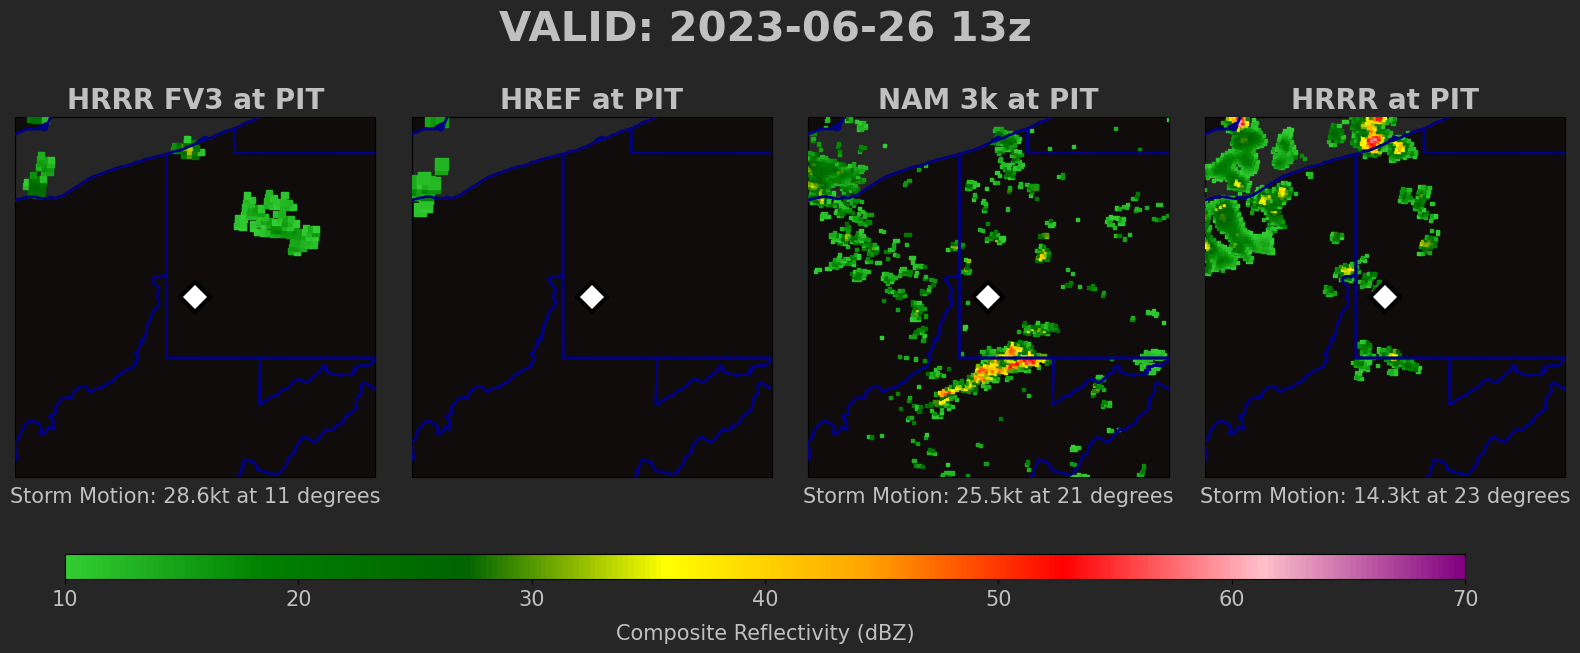 VALID: 2023-06-26 13z
HRRR FV3 at PIT
HREF at PIT
NAM 3k at PIT
HRRR at PIT
Storm Motion: 28.6kt at 11 degrees
Storm Motion: 25.5kt at 21 degrees
Storm Motion: 14.3kt at 23 degrees
10 20 30 40 50 60 70
Composite Reflectivity (dBZ)